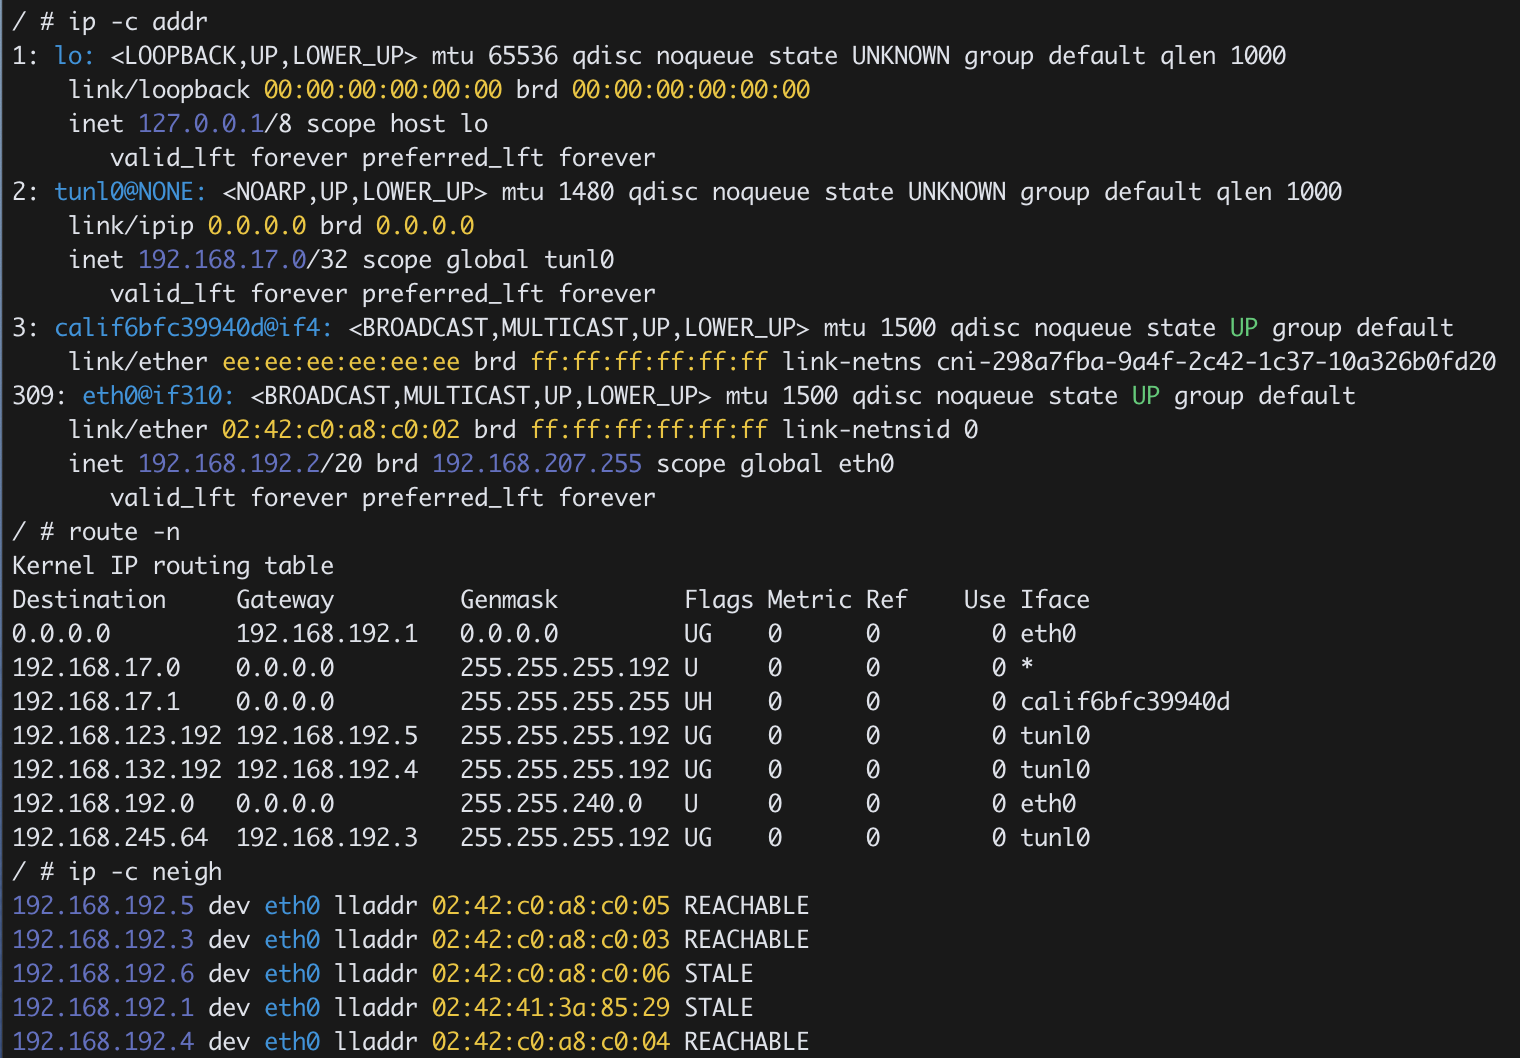 / # ip -c addr
1: lo: <LOOPBACK,UP,LOWER_UP> mtu 65536 qdisc noqueue state UNKNOWN group default qlen 1000
    link/loopback 00:00:00:00:00:00 brd 00:00:00:00:00:00
    inet 127.0.0.1/8 scope host lo
       valid_lft forever preferred_lft forever
2: tunl0@NONE: <NOARP,UP,LOWER_UP> mtu 1480 qdisc noqueue state UNKNOWN group default qlen 1000
    link/ipip 0.0.0.0 brd 0.0.0.0
    inet 192.168.17.0/32 scope global tunl0
       valid_lft forever preferred_lft forever
3: calif6bfc39940d@if4: <BROADCAST,MULTICAST,UP,LOWER_UP> mtu 1500 qdisc noqueue state UP group default
    link/ether ee:ee:ee:ee:ee:ee brd ff:ff:ff:ff:ff:ff link-netns cni-298a7fba-9a4f-2c42-1c37-10a326b0fd20
309: eth0@if310: <BROADCAST,MULTICAST,UP,LOWER_UP> mtu 1500 qdisc noqueue state UP group default
    link/ether 02:42:c0:a8:c0:02 brd ff:ff:ff:ff:ff:ff link-netnsid 0
    inet 192.168.192.2/20 brd 192.168.207.255 scope global eth0
       valid_lft forever preferred_lft forever
/ # route -n
Kernel IP routing table
Destination     Gateway         Genmask         Flags Metric Ref    Use Iface
0.0.0.0         192.168.192.1   0.0.0.0         UG    0      0        0 eth0
192.168.17.0    0.0.0.0         255.255.255.192 U     0      0        0 *
192.168.17.1    0.0.0.0         255.255.255.255 UH    0      0        0 calif6bfc39940d
192.168.123.192 192.168.192.5   255.255.255.192 UG    0      0        0 tunl0
192.168.132.192 192.168.192.4   255.255.255.192 UG    0      0        0 tunl0
192.168.192.0   0.0.0.0         255.255.240.0   U     0      0        0 eth0
192.168.245.64  192.168.192.3   255.255.255.192 UG    0      0        0 tunl0
/ # ip -c neigh
192.168.192.5 dev eth0 lladdr 02:42:c0:a8:c0:05 REACHABLE
192.168.192.3 dev eth0 lladdr 02:42:c0:a8:c0:03 REACHABLE
192.168.192.6 dev eth0 lladdr 02:42:c0:a8:c0:06 STALE
192.168.192.1 dev eth0 lladdr 02:42:41:3a:85:29 STALE
192.168.192.4 dev eth0 lladdr 02:42:c0:a8:c0:04 REACHABLE